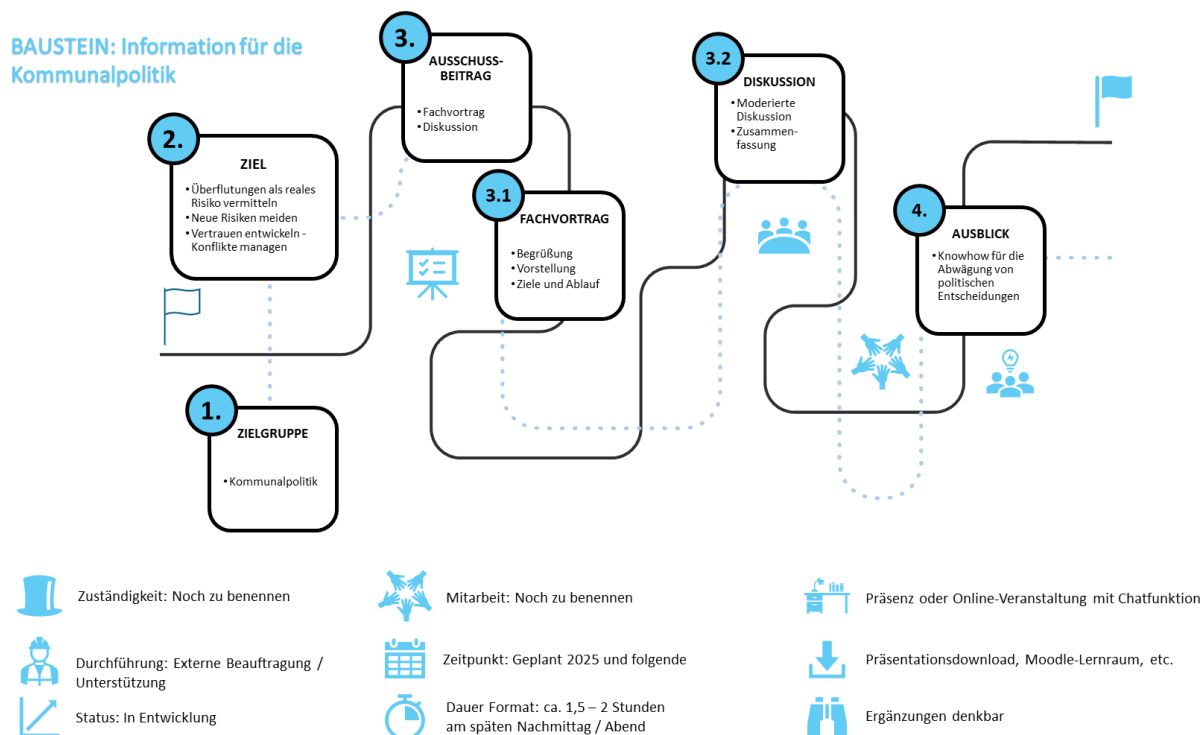 BAUSTEIN: Information für die
Kommunalpolitik
1.
ZIELGRUPPE
• Kommunalpolitik
2.
ZIEL
• Überflutungen als reales
Risiko vermitteln
• Neue Risiken meiden
• Vertrauen entwickeln -
Konflikte managen
3.
AUSSCHUSS-
BEITRAG
• Fachvortrag
• Diskussion
3.1
FACHVORTRAG
• Begrüßung
• Vorstellung
• Ziele und Ablauf
3.2
DISKUSSION
• Moderierte
Diskussion
• Zusammen-
fassung
4.
AUSBLICK
• Knowhow für die
Abwägung von
politischen
Entscheidungen
Zuständigkeit: Noch zu benennen
Durchführung: Externe Beauftragung /
Unterstützung
Status: In Entwicklung
Mitarbeit: Noch zu benennen
Zeitpunkt: Geplant 2025 und folgende
Dauer Format: ca. 1,5 – 2 Stunden
am späten Nachmittag / Abend
Präsenz oder Online-Veranstaltung mit Chatfunktion
Präsentationsdownload, Moodle-Lernraum, etc.
Ergänzungen denkbar